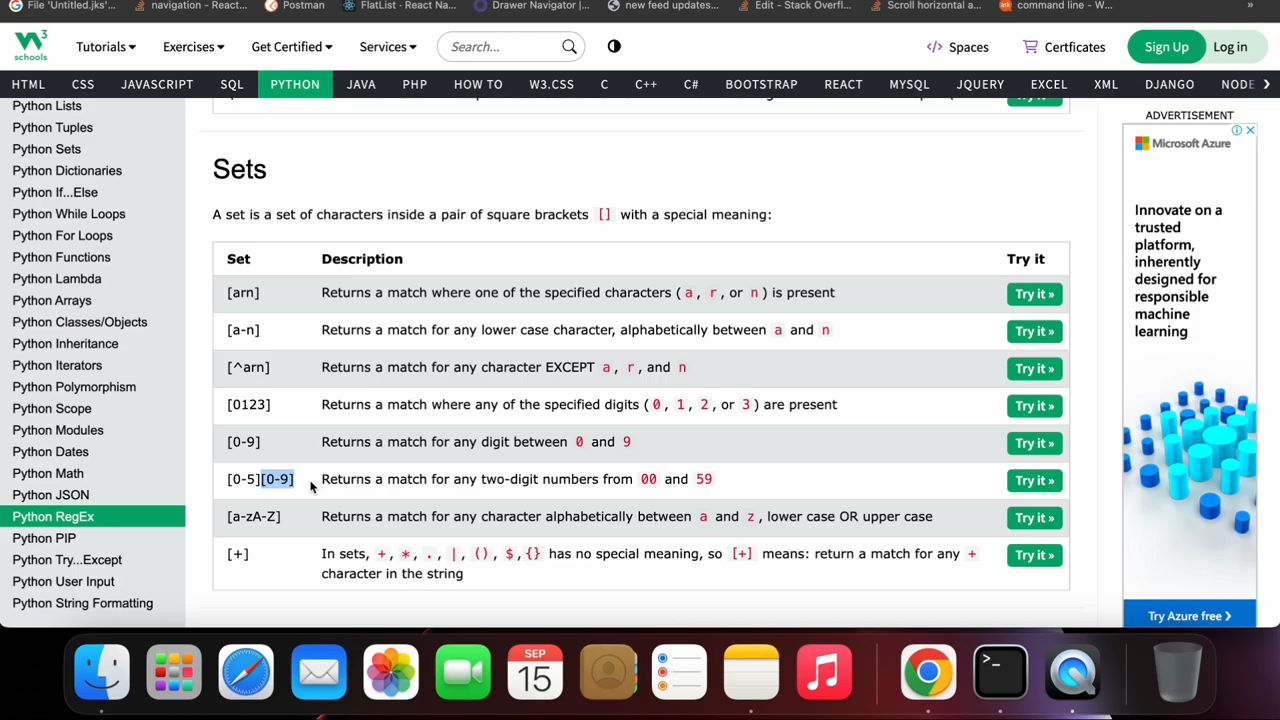 File 'Untitled.jks'... navigation - React... Postman FlatList · React Na... Drawer Navigator |... new feed updates... Edit - Stack Overfl... Scroll horizontal a... command line - W... »
W3 schools Tutorials Exercises Get Certified Services Search... </> Spaces Certficates Sign Up Log in
HTML CSS JAVASCRIPT SQL PYTHON JAVA PHP HOW TO W3.CSS C C++ C# BOOTSTRAP REACT MYSQL JQUERY EXCEL XML DJANGO NODE
Python Lists
Python Tuples
Python Sets
Python Dictionaries
Python If...Else
Python While Loops
Python For Loops
Python Functions
Python Lambda
Python Arrays
Python Classes/Objects
Python Inheritance
Python Iterators
Python Polymorphism
Python Scope
Python Modules
Python Dates
Python Math
Python JSON
Python RegEx
Python PIP
Python Try...Except
Python User Input
Python String Formatting
Sets
A set is a set of characters inside a pair of square brackets [] with a special meaning:
Set Description Try it
[arn] Returns a match where one of the specified characters (a, r, or n) is present Try it »
[a-n] Returns a match for any lower case character, alphabetically between a and n Try it »
[^arn] Returns a match for any character EXCEPT a, r, and n Try it »
[0123] Returns a match where any of the specified digits (0, 1, 2, or 3) are present Try it »
[0-9] Returns a match for any digit between 0 and 9 Try it »
[0-5][0-9] Returns a match for any two-digit numbers from 00 and 59 Try it »
[a-zA-Z] Returns a match for any character alphabetically between a and z, lower case OR upper case Try it »
[+] In sets, +, *, ., |, (), $,{} has no special meaning, so [+] means: return a match for any + Try it »
character in the string
ADVERTISEMENT
Microsoft Azure
Innovate on a
trusted
platform,
inherently
designed for
responsible
machine
learning
Try Azure free ❯
SEP
15
>_